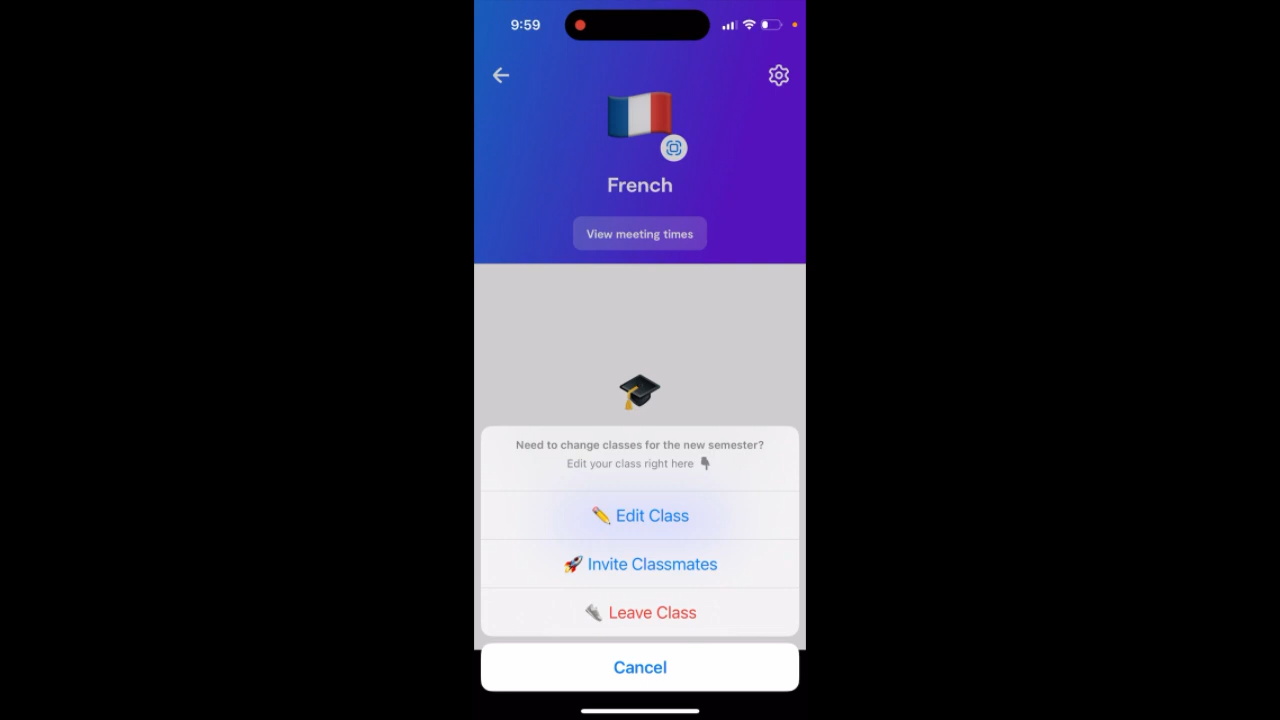 9:59
French
View meeting times
Need to change classes for the new semester?
Edit your class right here 👇
✏️ Edit Class
🚀 Invite Classmates
👟 Leave Class
Cancel